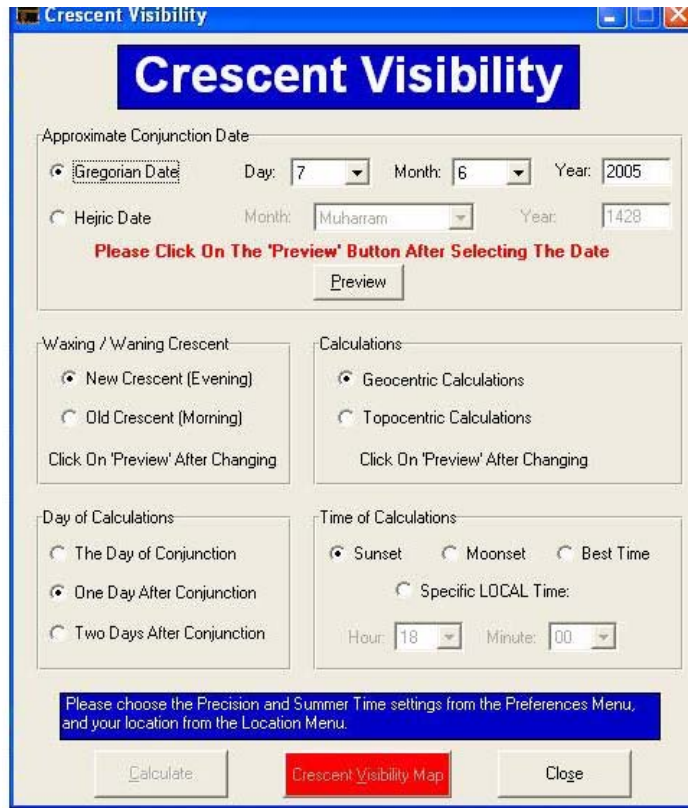 Crescent Visibility
Crescent Visibility
Approximate Conjunction Date
Gregorian Date Day: 7 Month: 6 Year: 2005
Hejric Date Month: Muharram Year: 1428
Please Click On The 'Preview' Button After Selecting The Date
Preview
Waxing / Waning Crescent
New Crescent (Evening)
Old Crescent (Morning)
Click On 'Preview' After Changing
Calculations
Geocentric Calculations
Topocentric Calculations
Click On 'Preview' After Changing
Day of Calculations
The Day of Conjunction
One Day After Conjunction
Two Days After Conjunction
Time of Calculations
Sunset Moonset Best Time
Specific LOCAL Time:
Hour: 18 Minute: 00
Please choose the Precision and Summer Time settings from the Preferences Menu,
and your location from the Location Menu.
Calculate Crescent Visibility Map Close